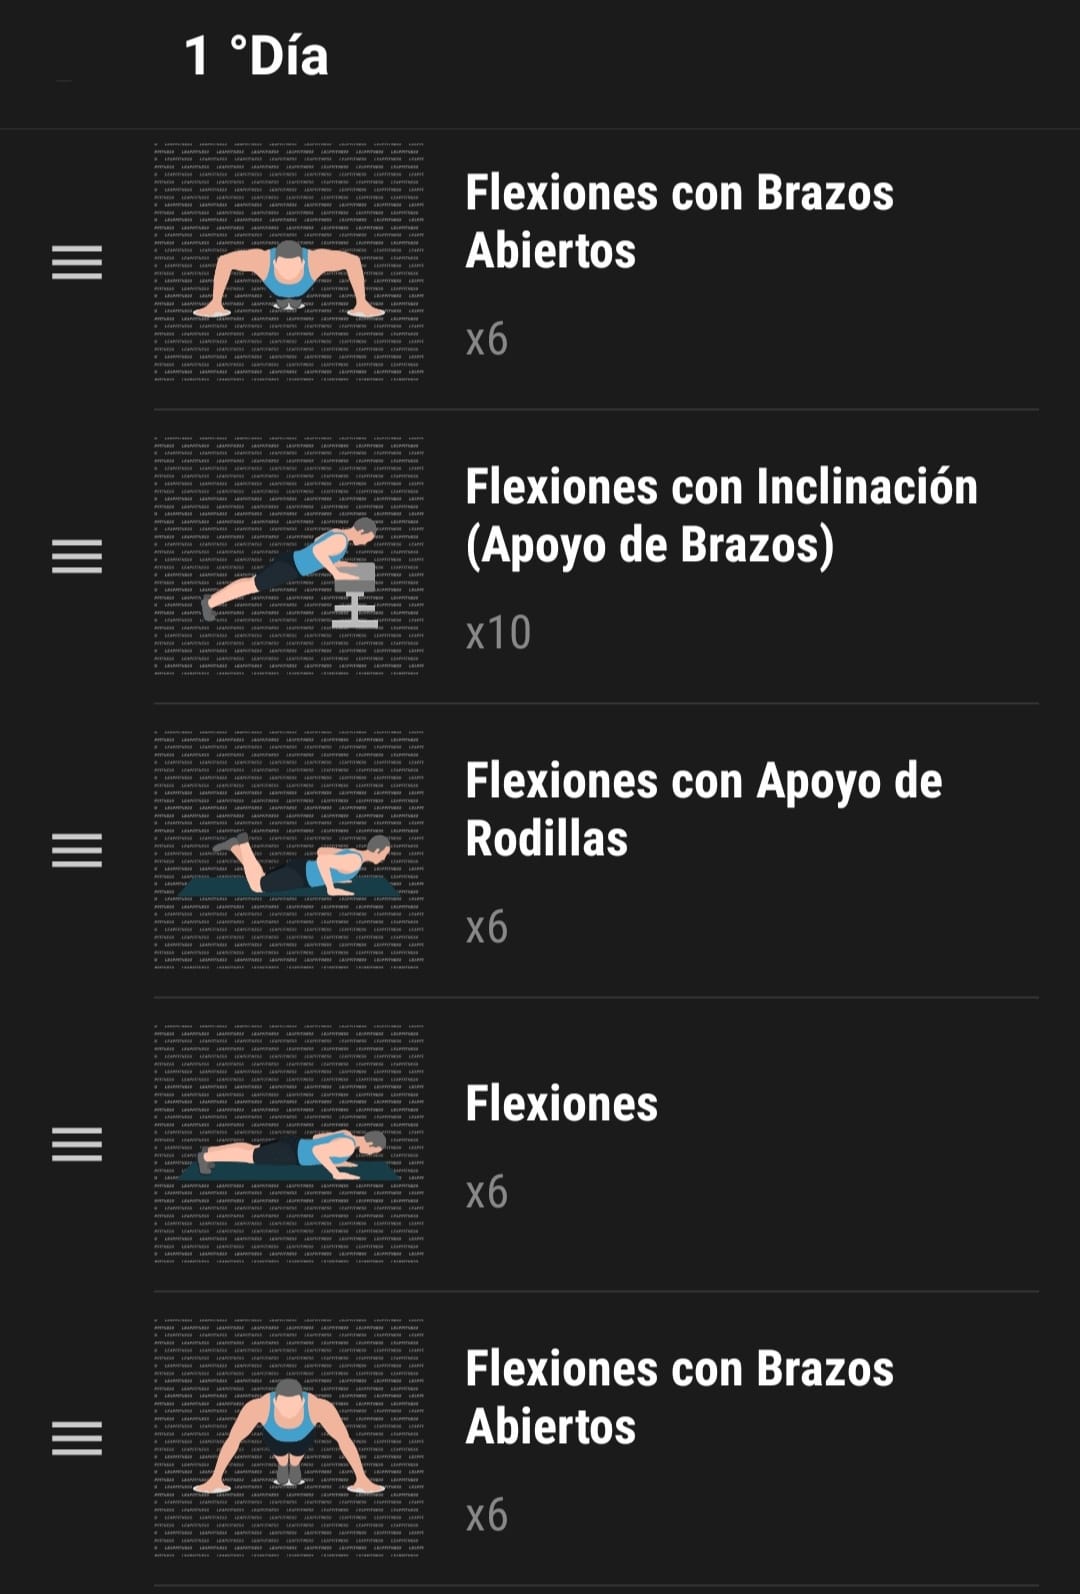 1 °Día
Flexiones con Brazos
Abiertos
x6
Flexiones con Inclinación
(Apoyo de Brazos)
x10
Flexiones con Apoyo de
Rodillas
x6
Flexiones
x6
Flexiones con Brazos
Abiertos
x6